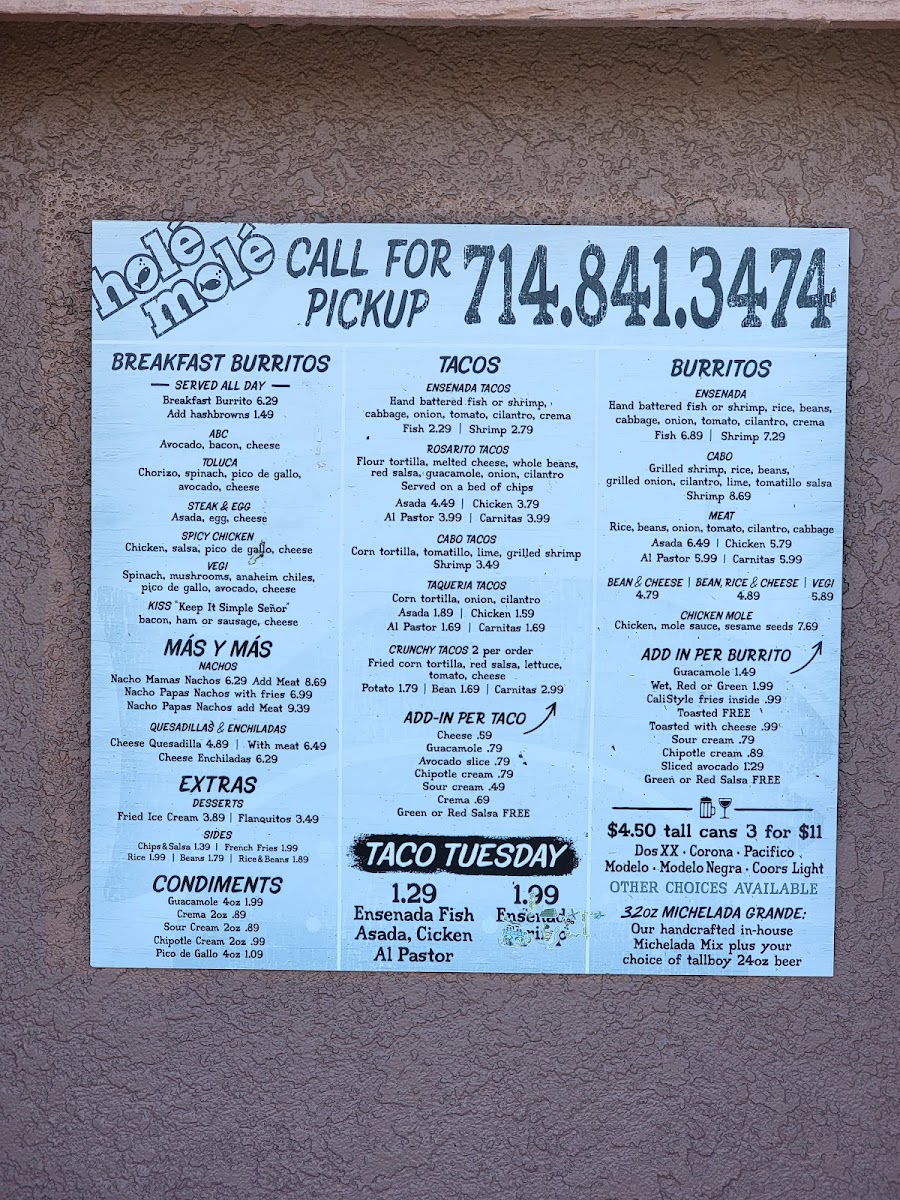 holé
molé
CALL FOR
PICKUP
714.841.3474
BREAKFAST BURRITOS
SERVED ALL DAY
Breakfast Burrito 6.29
Add hashbrowns 1.49
ABC
Avocado, bacon, cheese
TOLUCA
Chorizo, spinach, pico de gallo,
avocado, cheese
STEAK & EGG
Asada, egg, cheese
SPICY CHICKEN
Chicken, salsa, pico de gallo, cheese
VEGI
Spinach, mushrooms, anaheim chiles,
pico de gallo, avocado, cheese
KISS "Keep It Simple Señor"
bacon, ham or sausage, cheese
MÁS Y MÁS
NACHOS
Nacho Mamas Nachos 6.29 Add Meat 8.69
Nacho Papas Nachos with fries 6.99
Nacho Papas Nachos add Meat 9.39
QUESADILLAS & ENCHILADAS
Cheese Quesadilla 4.89 | With meat 6.49
Cheese Enchiladas 6.29
EXTRAS
DESSERTS
Fried Ice Cream 3.89 | Flanquitos 3.49
SIDES
Chips & Salsa 1.39 | French Fries 1.99
Rice 1.99 | Beans 1.79 | Rice & Beans 1.89
CONDIMENTS
Guacamole 4oz 1.99
Crema 2oz .89
Sour Cream 2oz .89
Chipotle Cream 2oz .99
Pico de Gallo 4oz 1.09
TACOS
ENSENADA TACOS
Hand battered fish or shrimp,
cabbage, onion, tomato, cilantro, crema
Fish 2.29 | Shrimp 2.79
ROSARITO TACOS
Flour tortilla, melted cheese, whole beans,
red salsa, guacamole, onion, cilantro
Served on a bed of chips
Asada 4.49 | Chicken 3.79
Al Pastor 3.99 | Carnitas 3.99
CABO TACOS
Corn tortilla, tomatillo, lime, grilled shrimp
Shrimp 3.49
TAQUERIA TACOS
Corn tortilla, onion, cilantro
Asada 1.89 | Chicken 1.59
Al Pastor 1.69 | Carnitas 1.69
CRUNCHY TACOS 2 per order
Fried corn tortilla, red salsa, lettuce,
tomato, cheese
Potato 1.79 | Bean 1.69 | Carnitas 2.99
ADD-IN PER TACO
Cheese .59
Guacamole .79
Avocado slice .79
Chipotle cream .79
Sour cream .49
Crema .69
Green or Red Salsa FREE
TACO TUESDAY
1.29
Ensenada Fish
Asada, Cicken
Al Pastor
1.99
Ensenada
BURRITOS
ENSENADA
Hand battered fish or shrimp, rice, beans,
cabbage, onion, tomato, cilantro, crema
Fish 6.89 | Shrimp 7.29
CABO
Grilled shrimp, rice, beans,
grilled onion, cilantro, lime, tomatillo salsa
Shrimp 8.69
MEAT
Rice, beans, onion, tomato, cilantro, cabbage
Asada 6.49 | Chicken 5.79
Al Pastor 5.99 | Carnitas 5.99
BEAN & CHEESE | BEAN, RICE & CHEESE | VEGI
4.79 4.89 5.89
CHICKEN MOLE
Chicken, mole sauce, sesame seeds 7.69
ADD IN PER BURRITO
Guacamole 1.49
Wet, Red or Green 1.99
CaliStyle fries inside .99
Toasted FREE
Toasted with cheese .99
Sour cream .79
Chipotle cream .89
Sliced avocado 1.29
Green or Red Salsa FREE
$4.50 tall cans 3 for $11
Dos XX · Corona · Pacifico
Modelo · Modelo Negra · Coors Light
OTHER CHOICES AVAILABLE
32oz MICHELADA GRANDE:
Our handcrafted in-house
Michelada Mix plus your
choice of tallboy 24oz beer